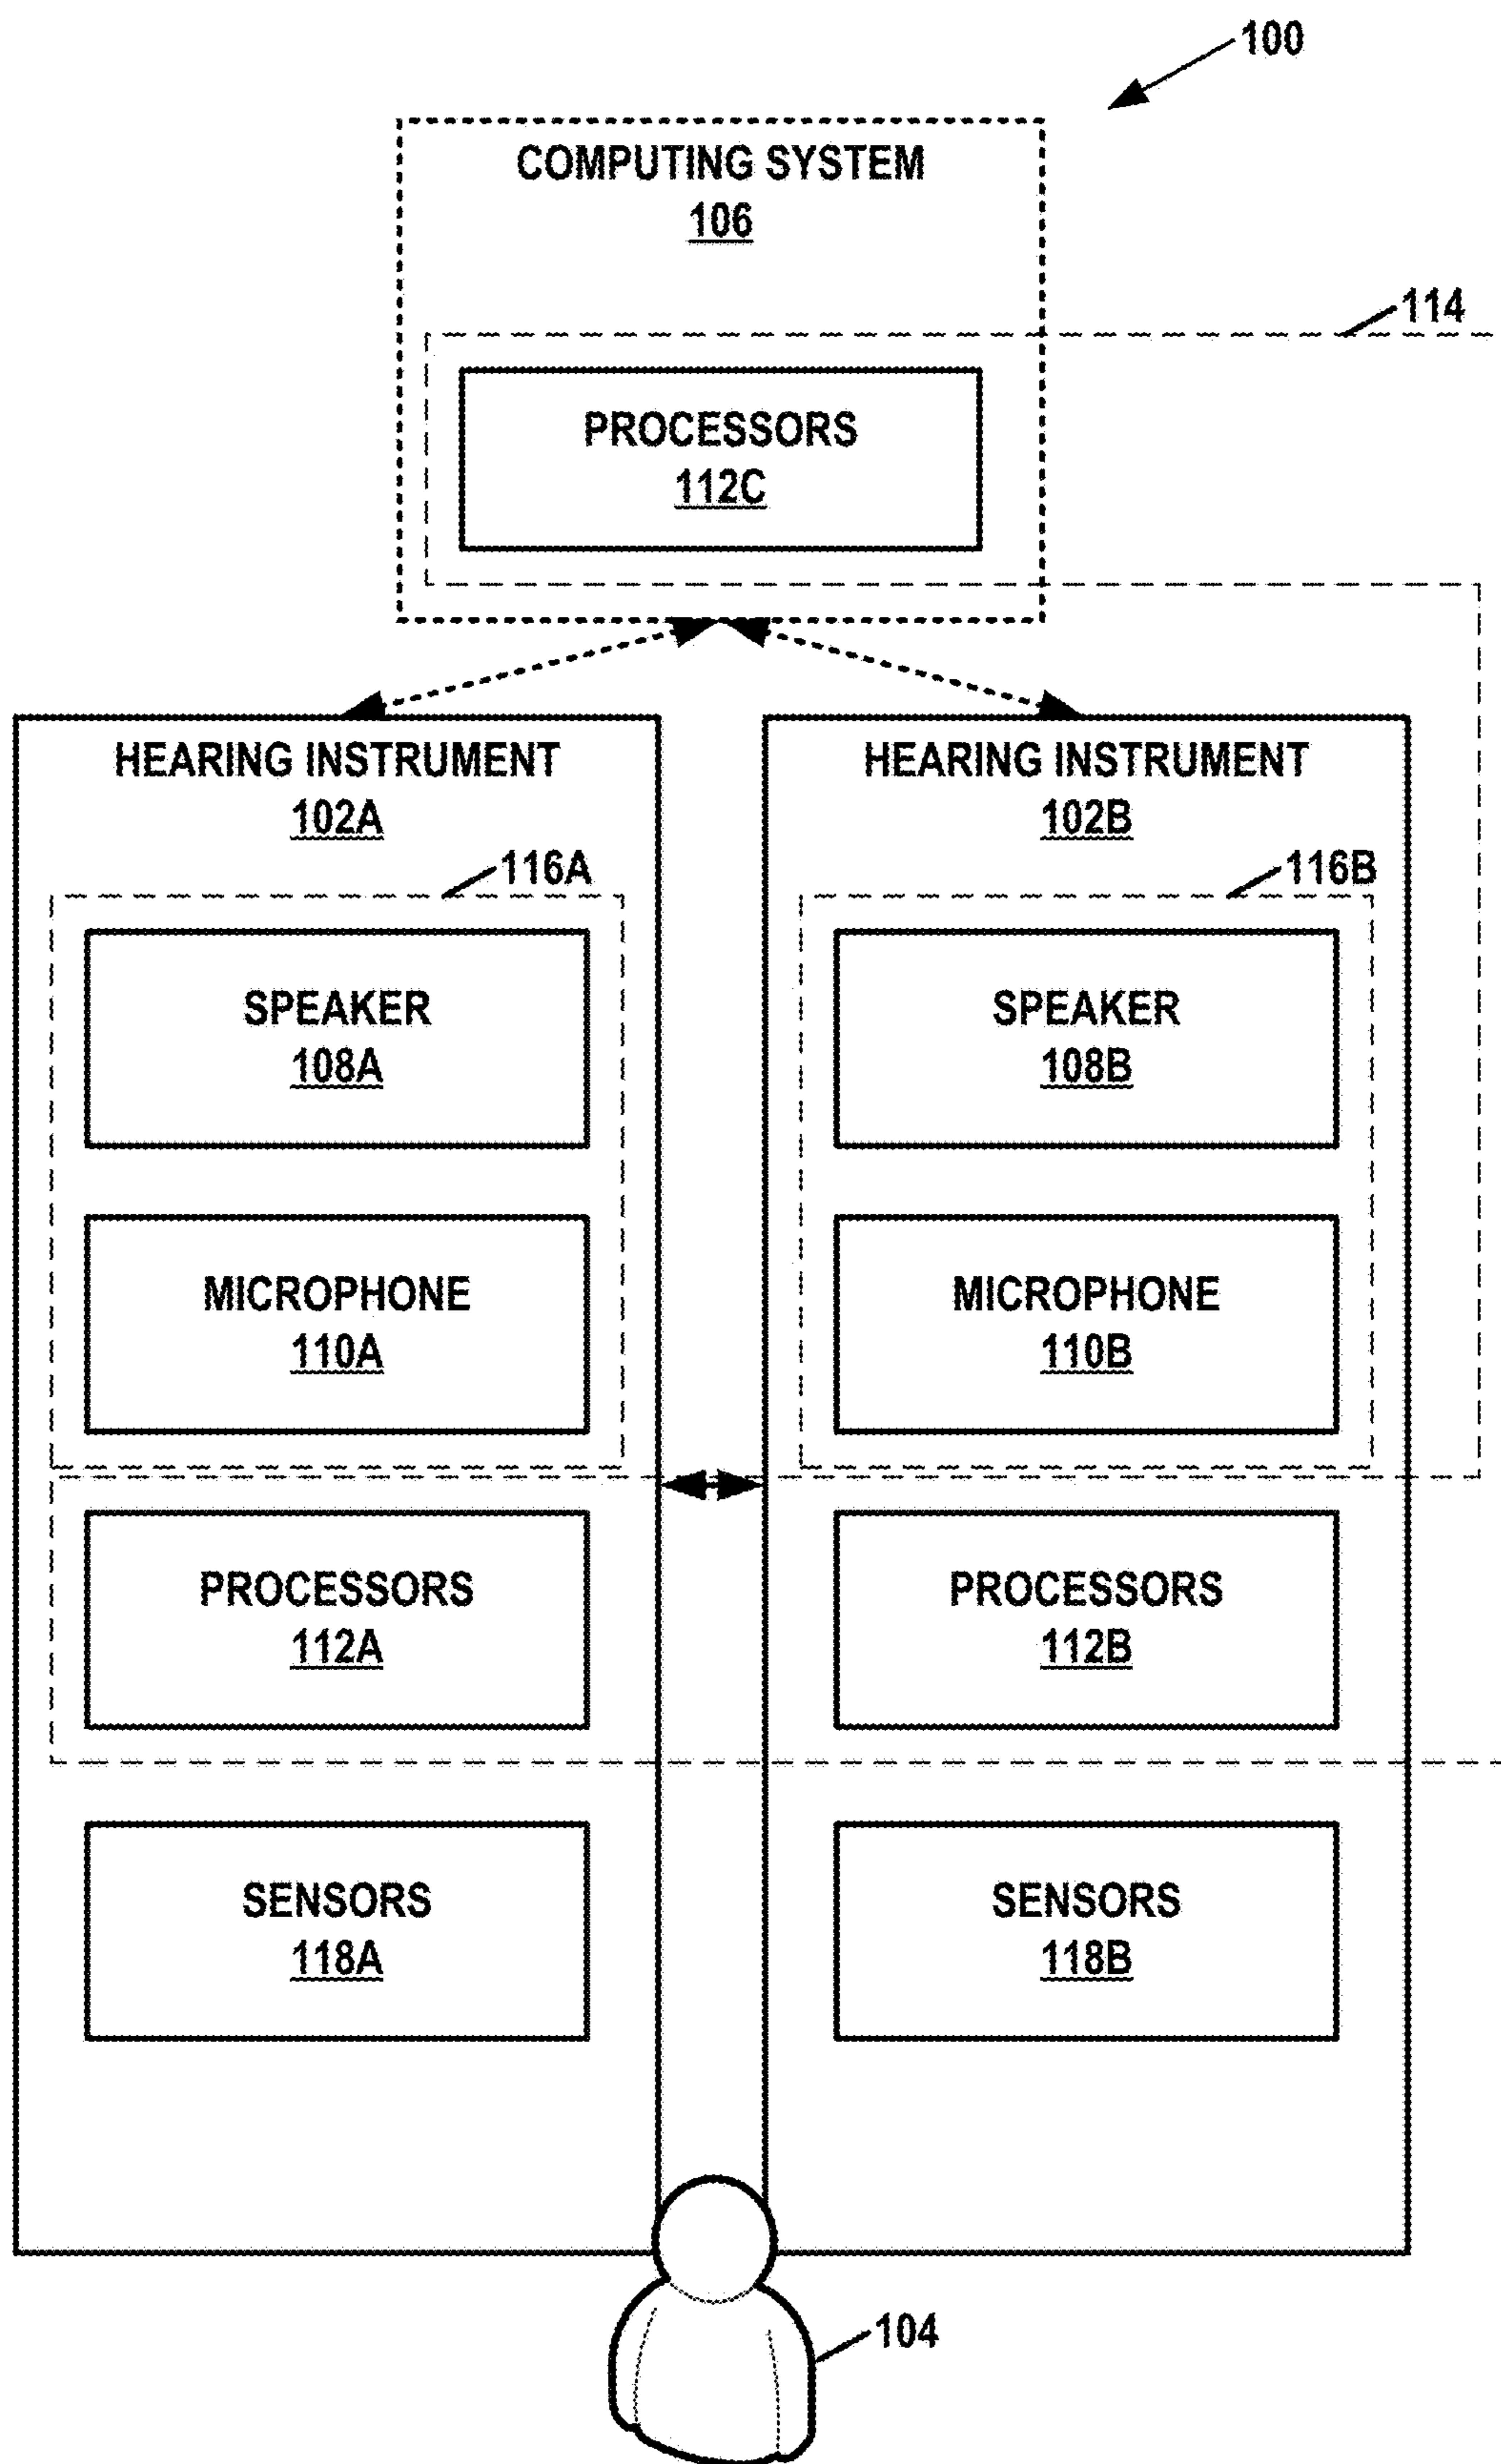 100
COMPUTING SYSTEM
106
114
PROCESSORS
112C
HEARING INSTRUMENT
102A
116A
SPEAKER
108A
MICROPHONE
110A
PROCESSORS
112A
SENSORS
118A
HEARING INSTRUMENT
102B
116B
SPEAKER
108B
MICROPHONE
110B
PROCESSORS
112B
SENSORS
118B
104